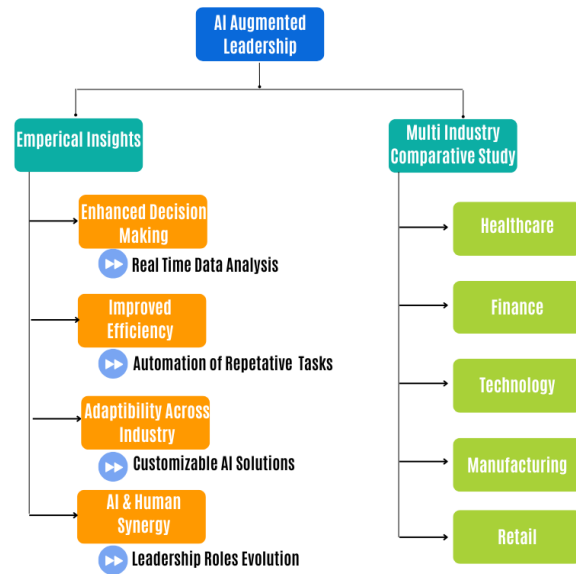 AI Augmented
Leadership
Emperical Insights
Enhanced Decision
Making
Real Time Data Analysis
Improved
Efficiency
Automation of Repetative Tasks
Adaptibility Across
Industry
Customizable AI Solutions
AI & Human
Synergy
Leadership Roles Evolution
Multi Industry
Comparative Study
Healthcare
Finance
Technology
Manufacturing
Retail